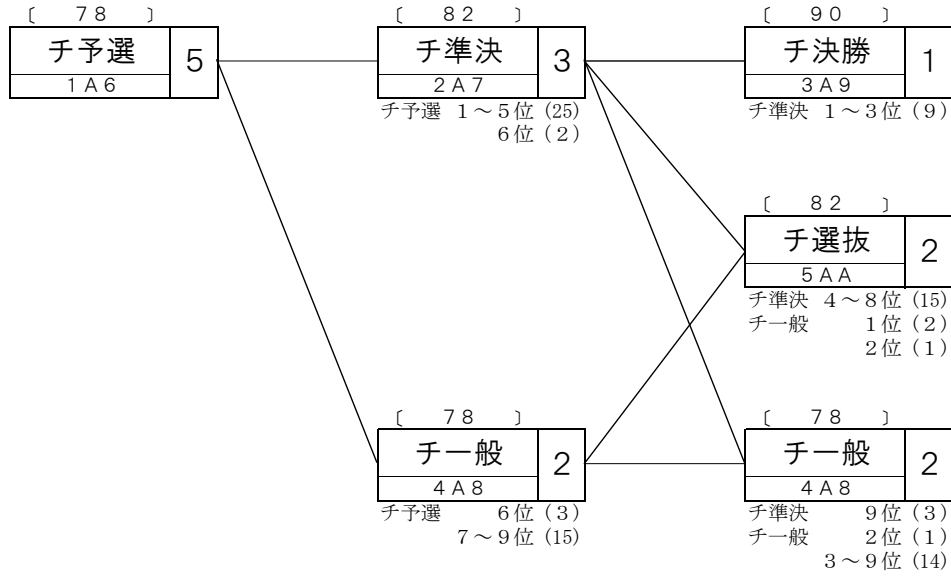 〔 ７８ 〕
チ予選 5
１Ａ６
〔 ８２ 〕
チ準決 3
２Ａ７
チ予選 １～５位 (25)
６位 (２)
〔 ９０ 〕
チ決勝 1
３Ａ９
チ準決 １～３位 (９)
〔 ８２ 〕
チ選抜 2
５ＡＡ
チ準決 ４～８位 (15)
チ一般 １位 (２)
２位 (１)
〔 ７８ 〕
チ一般 2
４Ａ８
チ予選 ６位 (３)
７～９位 (15)
〔 ７８ 〕
チ一般 2
４Ａ８
チ準決 ９位 (３)
チ一般 ２位 (１)
３～９位 (14)